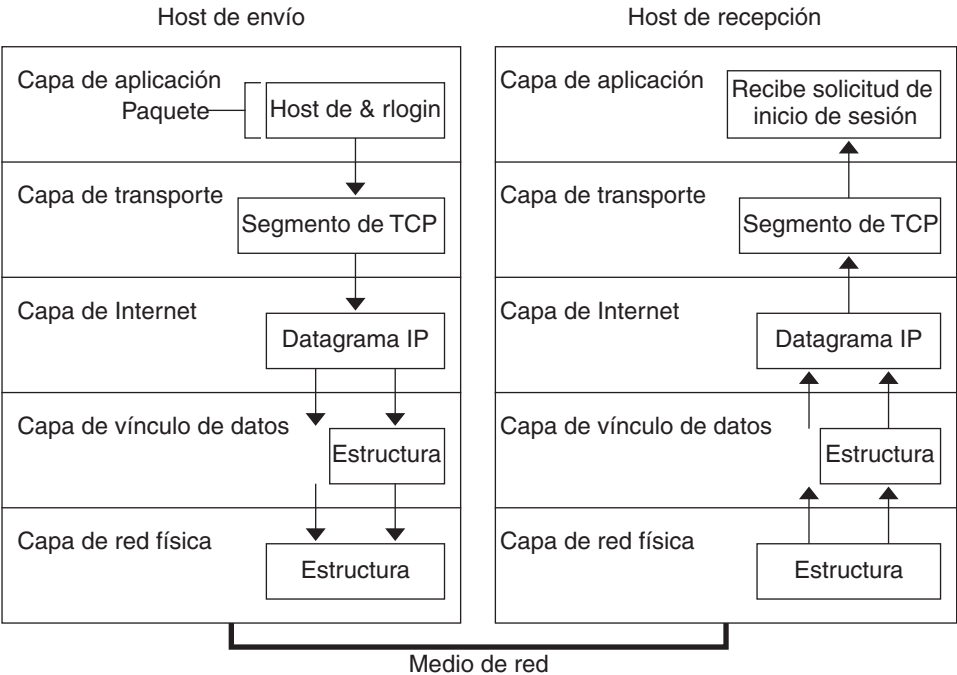 Host de envío
Host de recepción
Capa de aplicación
Paquete
Host de & rlogin
Capa de transporte
Segmento de TCP
Capa de Internet
Datagrama IP
Capa de vínculo de datos
Estructura
Capa de red física
Estructura
Capa de aplicación
Recibe solicitud de
inicio de sesión
Capa de transporte
Segmento de TCP
Capa de Internet
Datagrama IP
Capa de vínculo de datos
Estructura
Capa de red física
Estructura
Medio de red